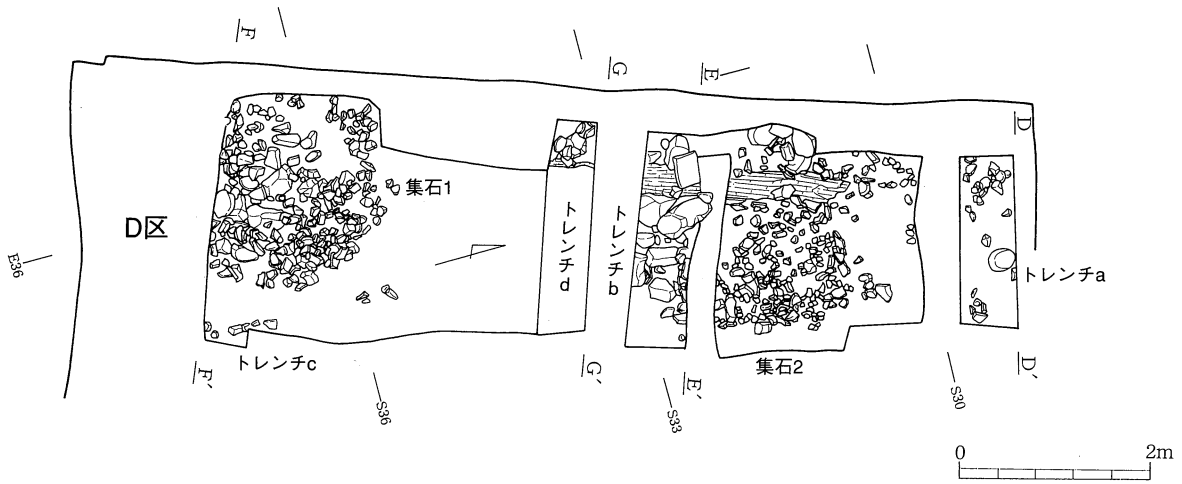 F
G
E
D
集石1
D区
トレンチd
トレンチb
E36
トレンチa
トレンチc
集石2
F′
G′
E′
D′
S36
S33
S30
0 2m